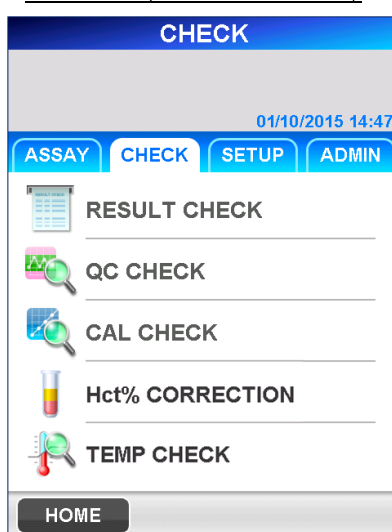 CHECK
01/10/2015 14:47
ASSAY CHECK SETUP ADMIN
RESULT CHECK
QC CHECK
CAL CHECK
Hct% CORRECTION
TEMP CHECK
HOME